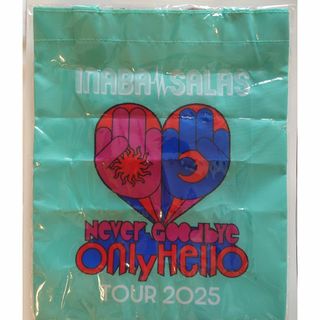 INABA SALAS
Never Goodbye
Only Hello
TOUR 2025